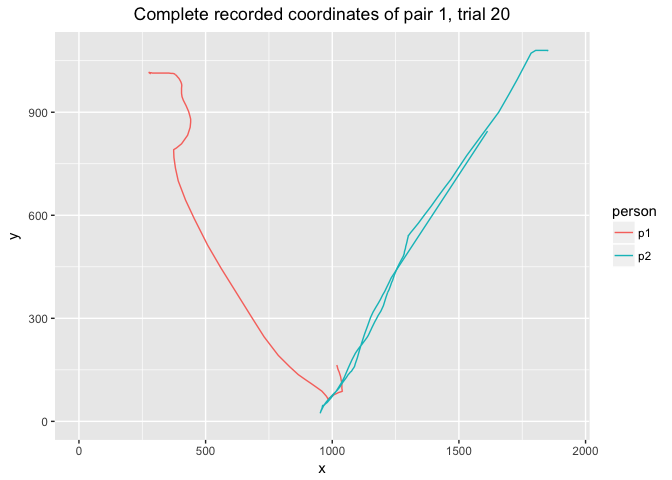 Complete recorded coordinates of pair 1, trial 20
900
600
300
0
y
0 500 1000 1500 2000
x
person
p1
p2